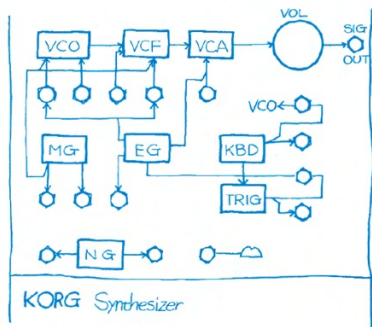 VOL
VCO VCF VCA SIG
OUT
VCO
MG EG KBD
TRIG
NG
KORG Synthesizer